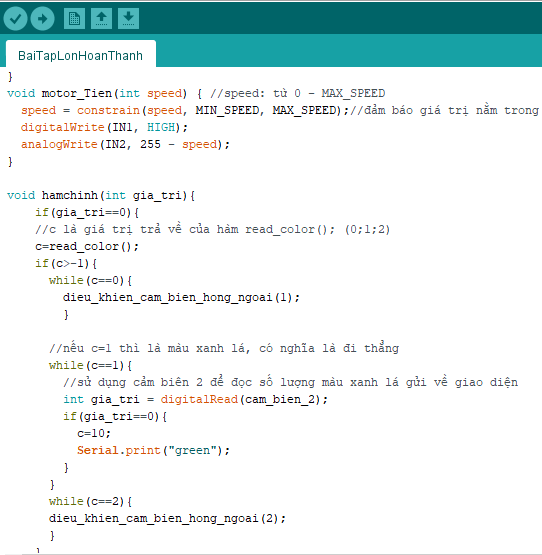 BaiTapLonHoanThanh
}
void motor_Tien(int speed) { //speed: từ 0 - MAX_SPEED
speed = constrain(speed, MIN_SPEED, MAX_SPEED);//đảm báo giá trị nằm trong
digitalWrite(IN1, HIGH);
analogWrite(IN2, 255 - speed);
}
void hamchinh(int gia_tri){
if(gia_tri==0){
//c là giá trị trả về của hàm read_color(); (0;1;2)
c=read_color();
if(c>-1){
while(c==0){
dieu_khien_cam_bien_hong_ngoai(1);
}
//nếu c=1 thì là màu xanh lá, có nghĩa là đi thẳng
while(c==1){
//sử dụng cảm biên 2 để đọc số lượng màu xanh lá gửi về giao diện
int gia_tri = digitalRead(cam_bien_2);
if(gia_tri==0){
c=10;
Serial.print("green");
}
}
while(c==2){
dieu_khien_cam_bien_hong_ngoai(2);
}
}